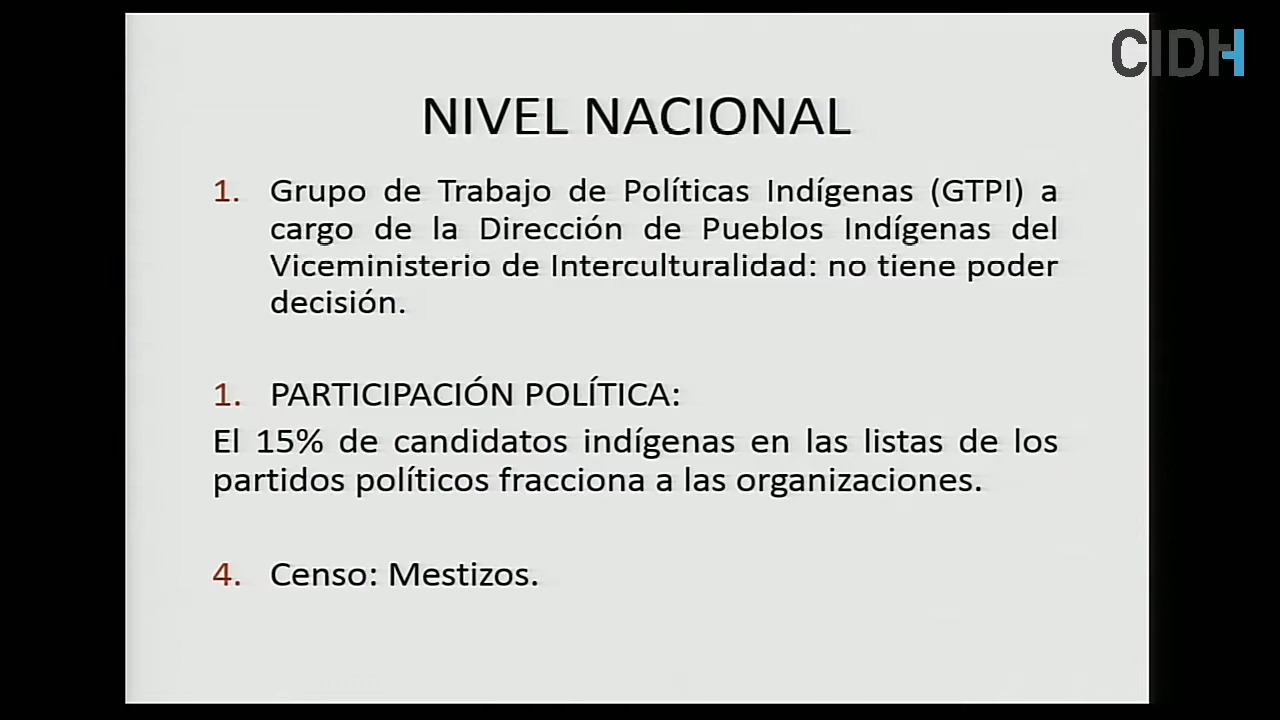 CIDH
NIVEL NACIONAL
1. Grupo de Trabajo de Políticas Indígenas (GTPI) a
cargo de la Dirección de Pueblos Indígenas del
Viceministerio de Interculturalidad: no tiene poder
decisión.
1. PARTICIPACIÓN POLÍTICA:
El 15% de candidatos indígenas en las listas de los
partidos políticos fracciona a las organizaciones.
4. Censo: Mestizos.